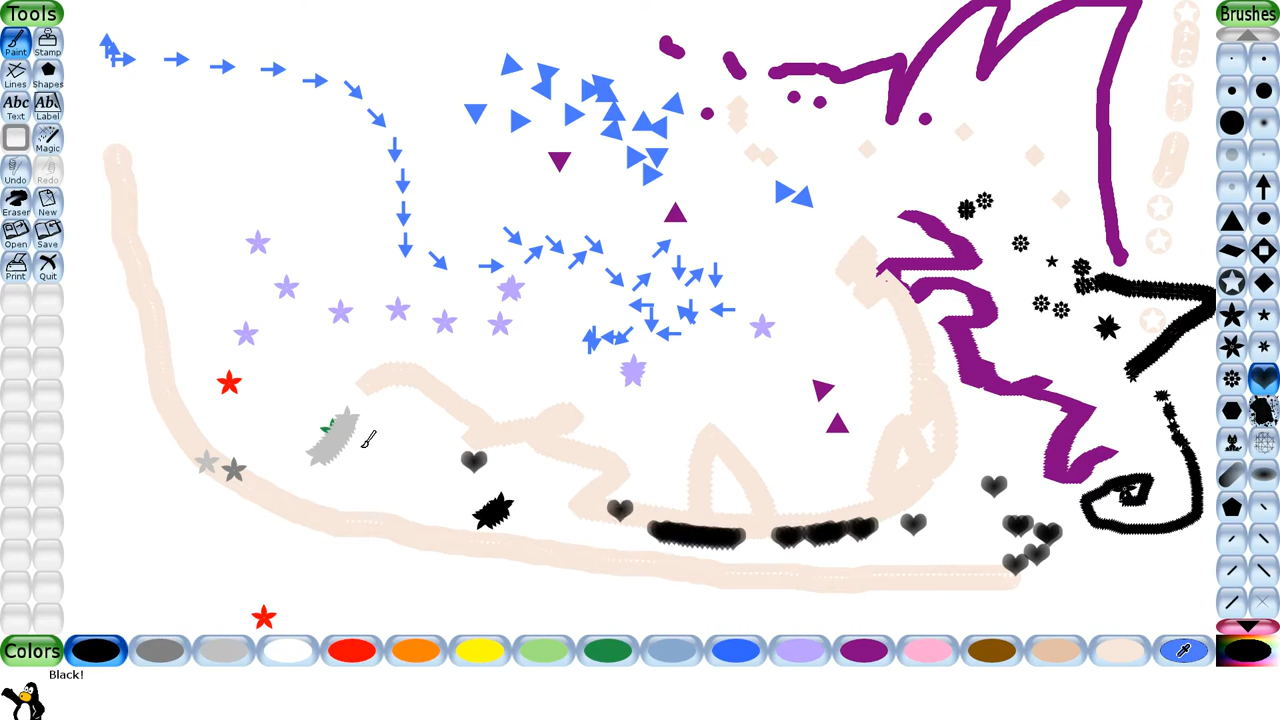 Tools
Brushes
Paint
Stamp
Lines
Shapes
Abc
Text
Abc
Label
Magic
Undo
Redo
Eraser
New
Open
Save
Print
Quit
Colors
Black!